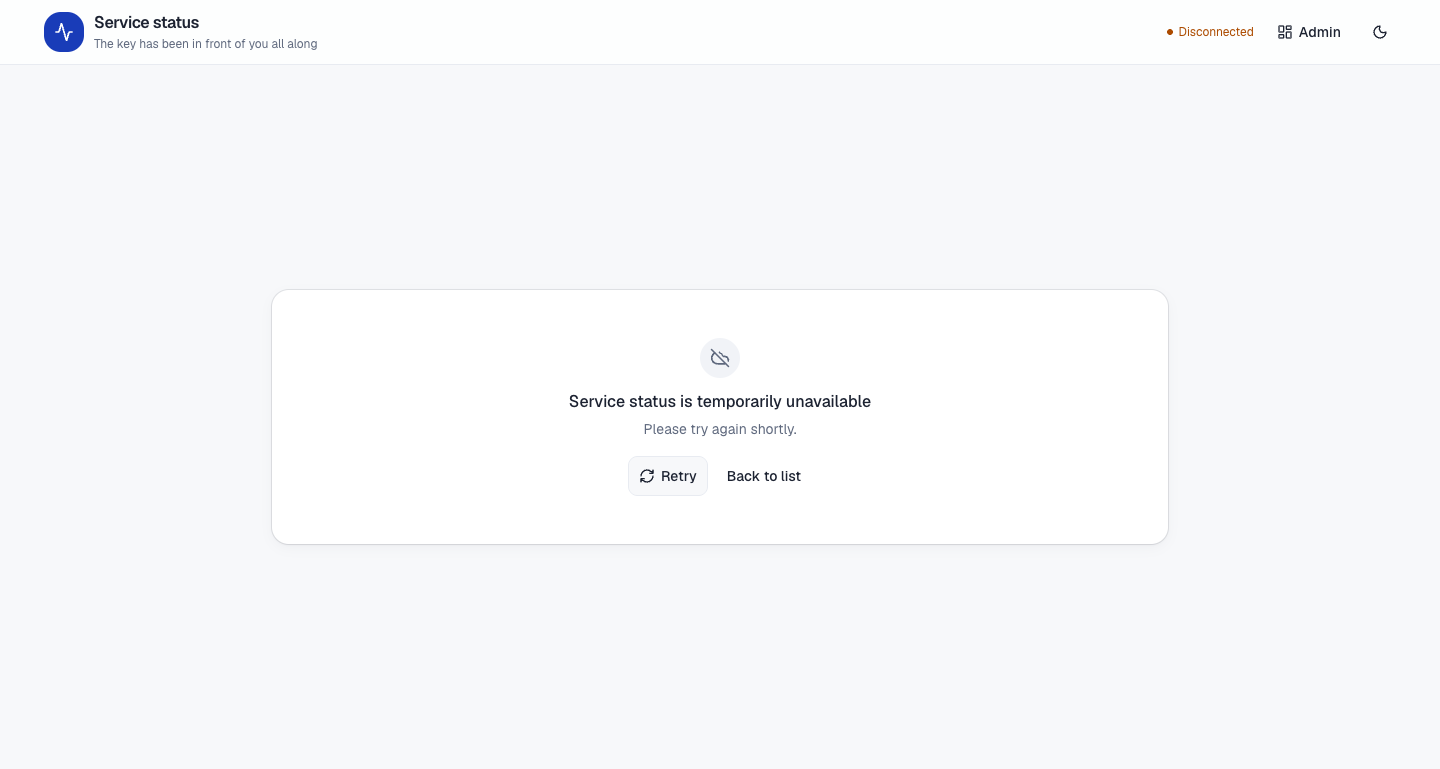 Service status
The key has been in front of you all along
Disconnected
Admin
Service status is temporarily unavailable
Please try again shortly.
Retry
Back to list